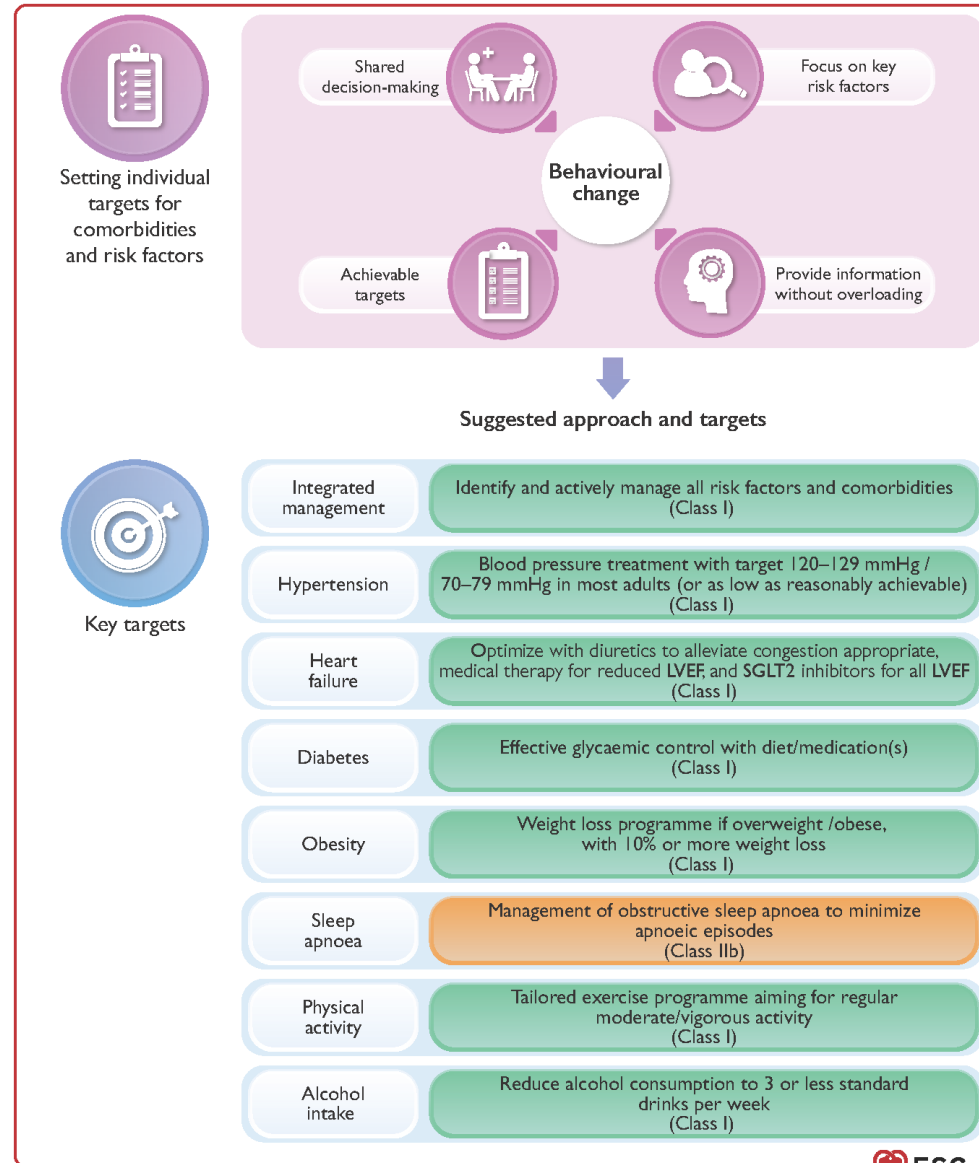 Shared
decision-making
Focus on key
risk factors
Setting individual
targets for
comorbidities
and risk factors
Behavioural
change
Achievable
targets
Provide information
without overloading
Suggested approach and targets
Key targets
Integrated
management
Identify and actively manage all risk factors and comorbidities
(Class I)
Hypertension
Blood pressure treatment with target 120–129 mmHg /
70–79 mmHg in most adults (or as low as reasonably achievable)
(Class I)
Heart
failure
Optimize with diuretics to alleviate congestion appropriate,
medical therapy for reduced LVEF, and SGLT2 inhibitors for all LVEF
(Class I)
Diabetes
Effective glycaemic control with diet/medication(s)
(Class I)
Obesity
Weight loss programme if overweight /obese,
with 10% or more weight loss
(Class I)
Sleep
apnoea
Management of obstructive sleep apnoea to minimize
apnoeic episodes
(Class IIb)
Physical
activity
Tailored exercise programme aiming for regular
moderate/vigorous activity
(Class I)
Alcohol
intake
Reduce alcohol consumption to 3 or less standard
drinks per week
(Class I)